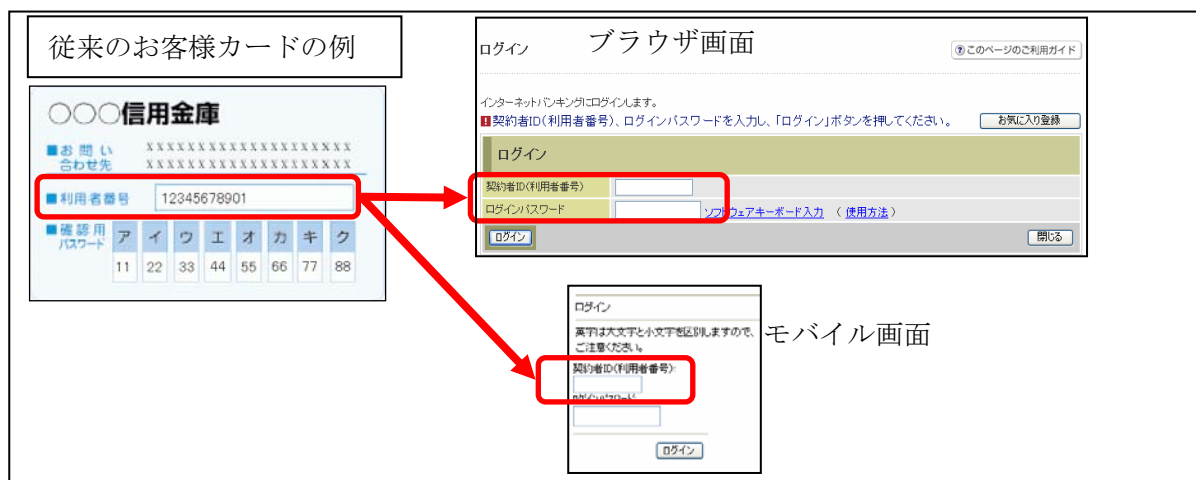 従来のお客様カードの例
○○○信用金庫
■お問い
合わせ先
XXXXXXXXXXXXXXXXXX
XXXXXXXXXXXXXXXXXX
■利用者番号 12345678901
■確認用
パスワード
ア イ ウ エ オ カ キ ク
11 22 33 44 55 66 77 88
ログイン
ブラウザ画面
?このページのご利用ガイド
インターネットバンキングにログインします。
!契約者ID(利用者番号)、ログインパスワードを入力し、「ログイン」ボタンを押してください。
お気に入り登録
ログイン
契約者ID(利用者番号)
ログインパスワード
ソフトウェアキーボード入力 (使用方法)
ログイン
閉じる
ログイン
英字は大文字と小文字を区別しますので、
ご注意ください。
契約者ID(利用者番号):
ログインパスワード:
ログイン
モバイル画面